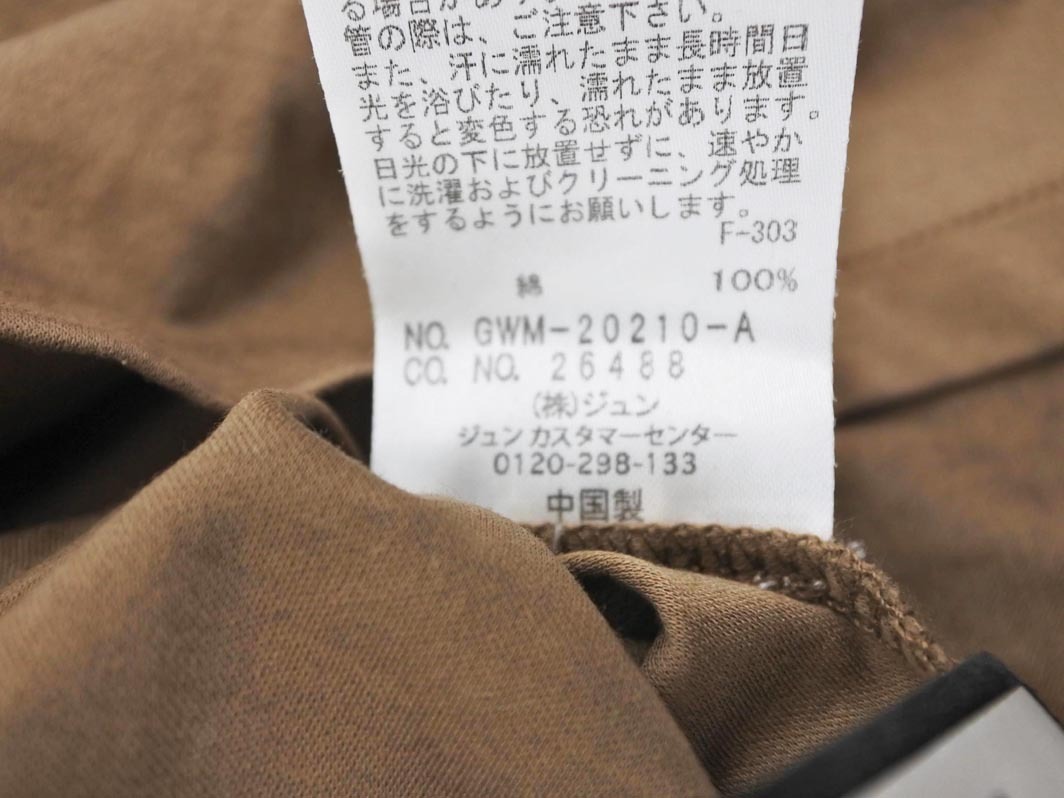 る場合が
管の際は、ご注意下さい。
また、汗に濡れたまま長時間日
光を浴びたり、濡れたまま放置
すると変色する恐れがあります。
日光の下に放置せずに、速やか
に洗濯およびクリーニング処理
をするようにお願いします。
F-303
綿 100%
NO. GWM-20210-A
CO. NO. 26488
(株)ジュン
ジュン カスタマーセンター
0120-298-133
中国製